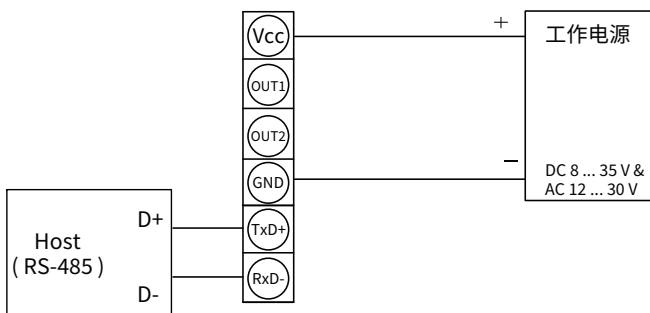 Vcc
OUT1
OUT2
GND
TxD+
RxD-
+
工作电源
−
DC 8 ... 35 V &
AC 12 ... 30 V
D+
Host
( RS-485 )
D-